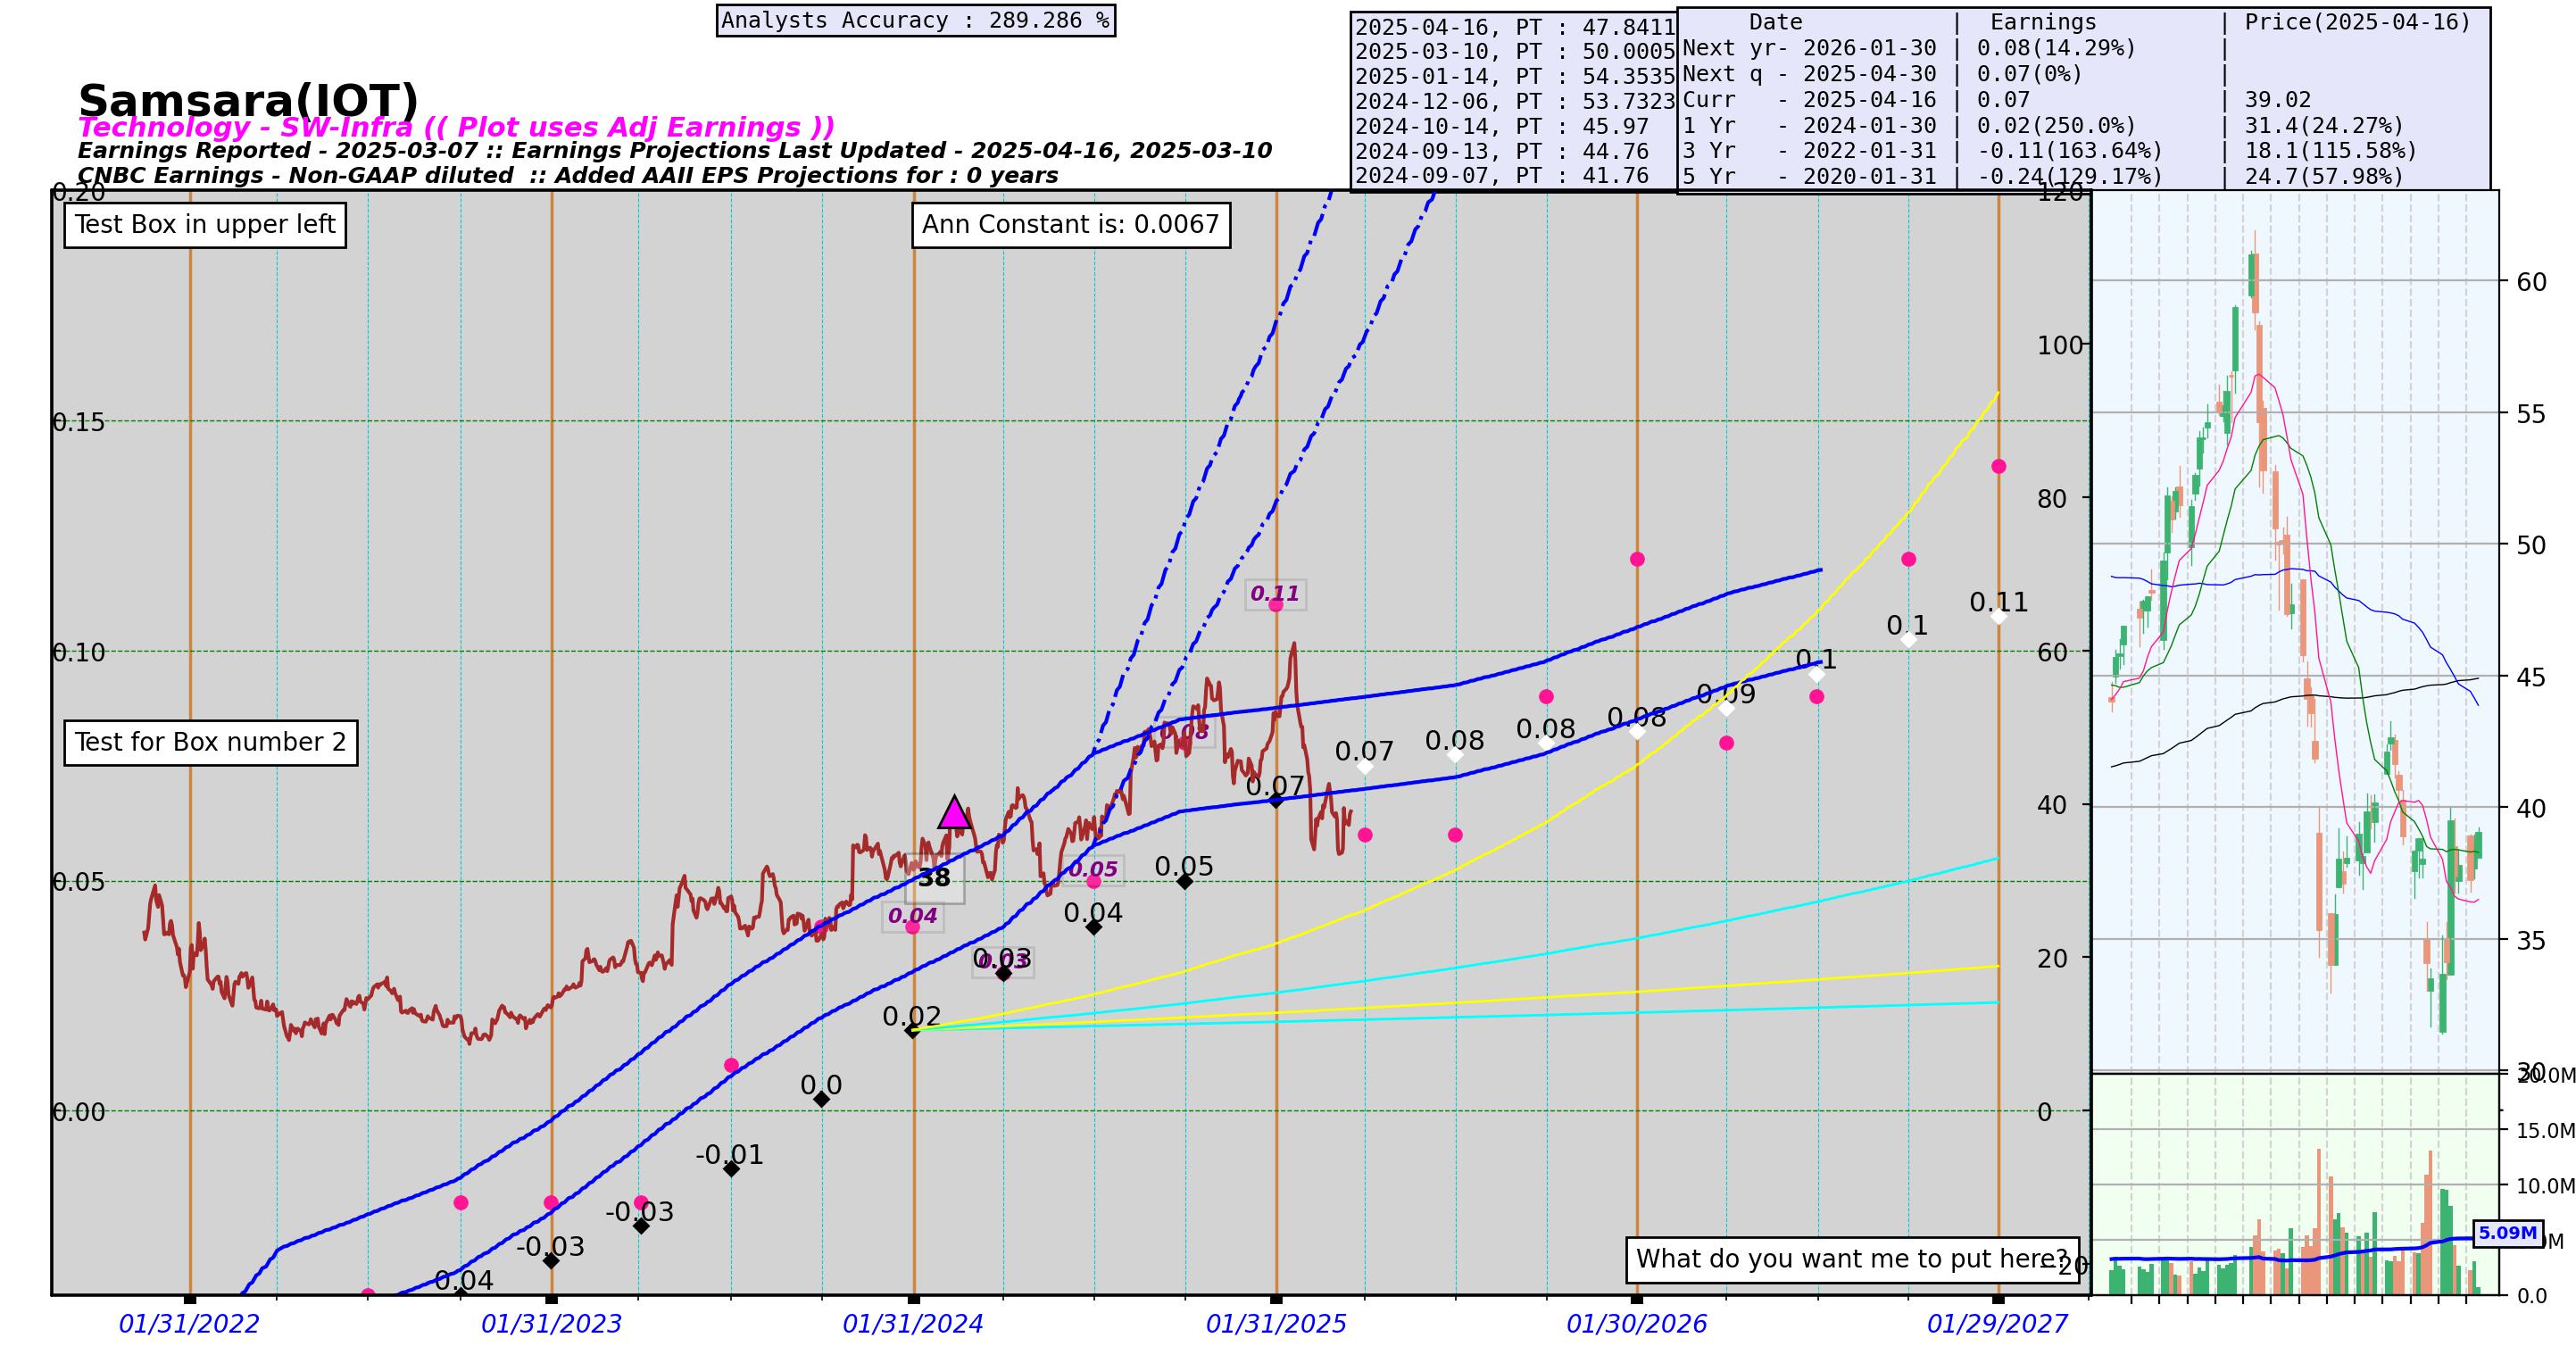 Analysts Accuracy : 289.286 %
2025-04-16, PT : 47.8411
2025-03-10, PT : 50.0005
2025-01-14, PT : 54.3535
2024-12-06, PT : 53.7323
2024-10-14, PT : 45.97
2024-09-13, PT : 44.76
2024-09-07, PT : 41.76
Date | Earnings | Price(2025-04-16)
Next yr- 2026-01-30 | 0.08(14.29%) |
Next q - 2025-04-30 | 0.07(0%) |
Curr - 2025-04-16 | 0.07 | 39.02
1 Yr - 2024-01-30 | 0.02(250.0%) | 31.4(24.27%)
3 Yr - 2022-01-31 | -0.11(163.64%) | 18.1(115.58%)
5 Yr - 2020-01-31 | -0.24(129.17%) | 24.7(57.98%)
Samsara(IOT)
Technology - SW-Infra (( Plot uses Adj Earnings ))
Earnings Reported - 2025-03-07 :: Earnings Projections Last Updated - 2025-04-16, 2025-03-10
CNBC Earnings - Non-GAAP diluted :: Added AAII EPS Projections for : 0 years
0.20
0.15
0.10
0.05
0.00
Test Box in upper left
Ann Constant is: 0.0067
Test for Box number 2
What do you want me to put here?
0.04
-0.03
-0.03
-0.01
0.0
0.02
0.04
38
0.03
0.03
0.04
0.05
0.05
0.08
0.07
0.11
0.07
0.08
0.08
0.08
0.09
0.1
0.1
0.11
120
100
80
60
40
20
0
-20
60
55
50
45
40
35
30
20.0M
15.0M
10.0M
5.09M
0.0
01/31/2022
01/31/2023
01/31/2024
01/31/2025
01/30/2026
01/29/2027